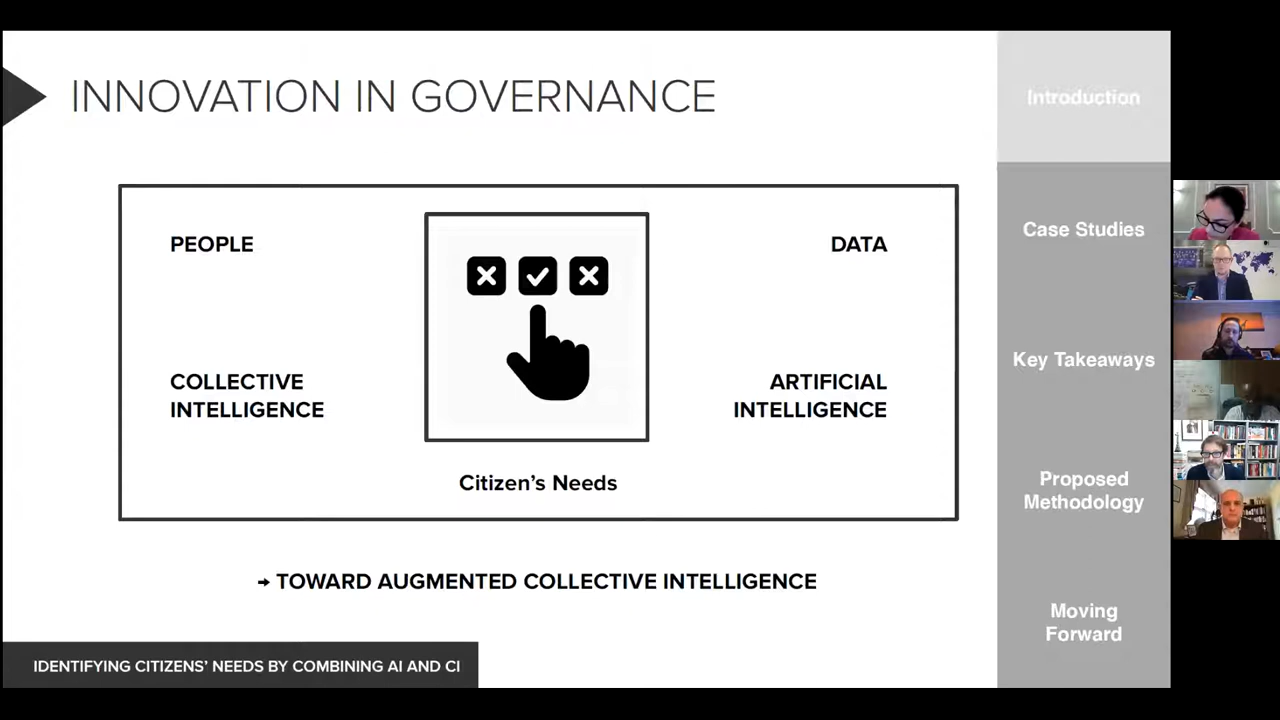 INNOVATION IN GOVERNANCE
PEOPLE
DATA
COLLECTIVE
INTELLIGENCE
ARTIFICIAL
INTELLIGENCE
Citizen's Needs
→ TOWARD AUGMENTED COLLECTIVE INTELLIGENCE
IDENTIFYING CITIZENS' NEEDS BY COMBINING AI AND CI
Introduction
Case Studies
Key Takeaways
Proposed
Methodology
Moving
Forward